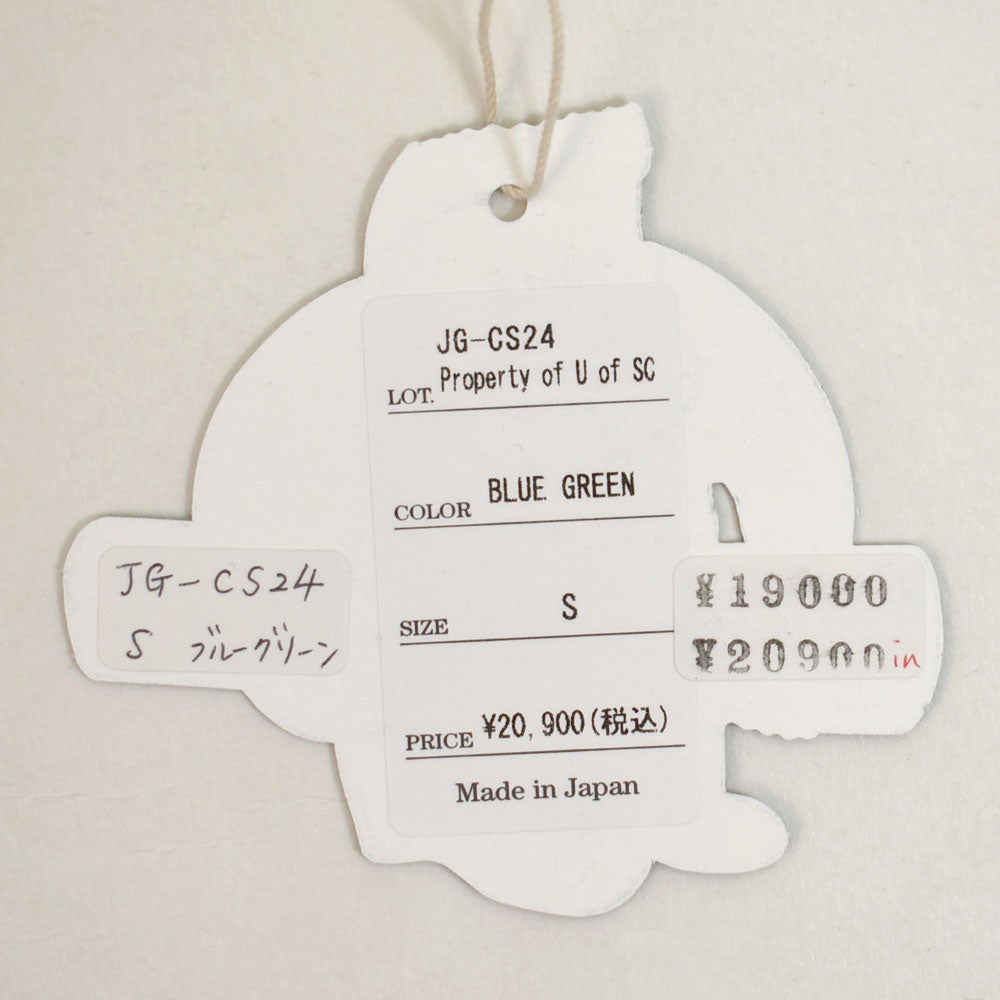 JG-CS24
LOT. Property of U of SC
COLOR BLUE GREEN
SIZE S
PRICE ¥20,900(税込)
Made in Japan
JG-CS24
S ブルーグリーン
¥19000
¥20900in